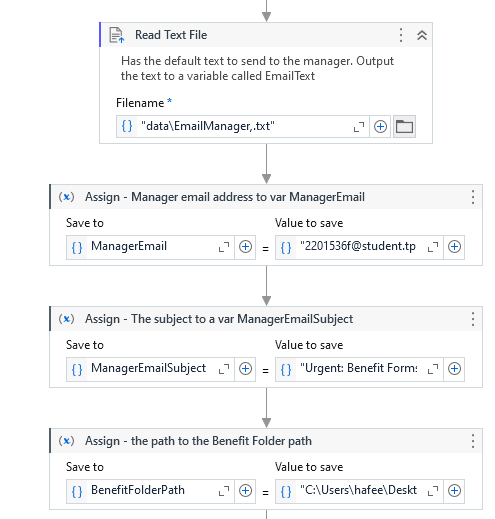 Read Text File
Has the default text to send to the manager. Output
the text to a variable called EmailText
Filename *
"data\EmailManager,.txt"
Assign - Manager email address to var ManagerEmail
Save to Value to save
ManagerEmail = "2201536f@student.tp
Assign - The subject to a var ManagerEmailSubject
Save to Value to save
ManagerEmailSubject = "Urgent: Benefit Forms
Assign - the path to the Benefit Folder path
Save to Value to save
BenefitFolderPath = "C:\Users\hafee\Deskt